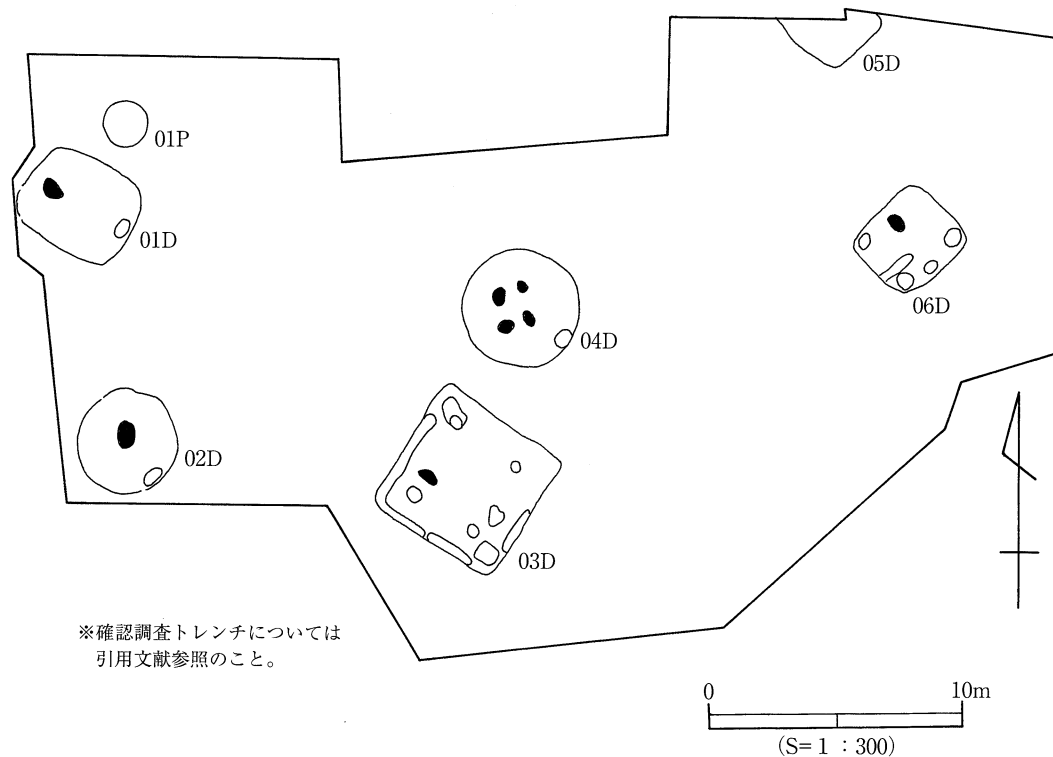 05D
01P
01D
06D
04D
02D
03D
※確認調査トレンチについては
引用文献参照のこと。
0 10m
(S=1：300)